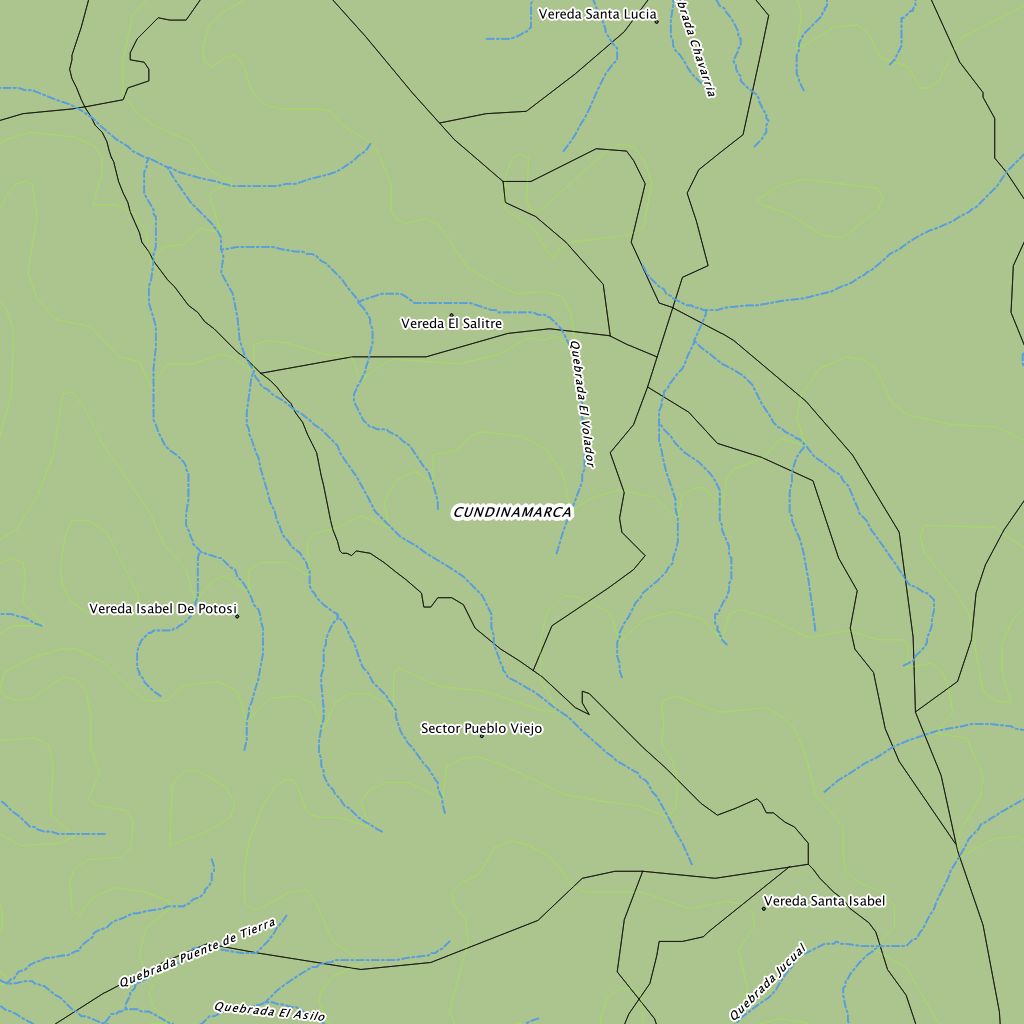 Vereda Santa Lucia
brada Chavarria
Vereda El Salitre
Quebrada El Volador
CUNDINAMARCA
Vereda Isabel De Potosi
Sector Pueblo Viejo
Vereda Santa Isabel
Quebrada Puente de Tierra
Quebrada Jucual
Quebrada El Asilo